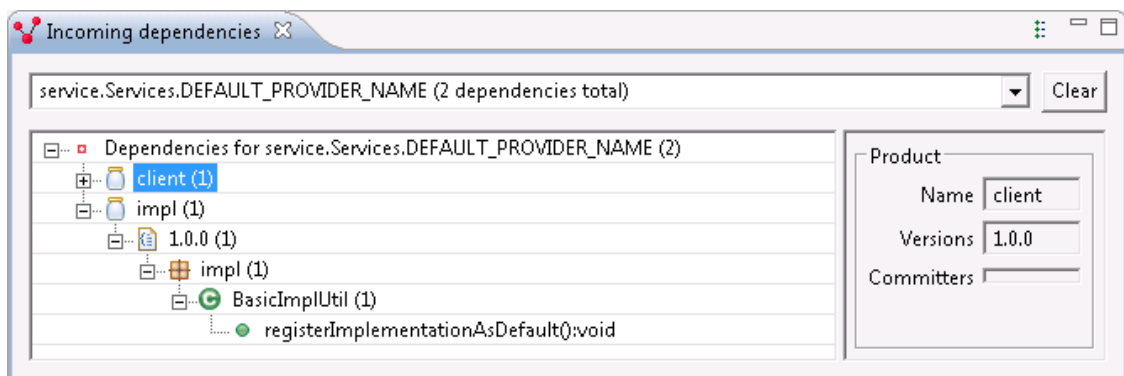 Incoming dependencies
service.Services.DEFAULT_PROVIDER_NAME (2 dependencies total)
Clear
Dependencies for service.Services.DEFAULT_PROVIDER_NAME (2)
client (1)
impl (1)
1.0.0 (1)
impl (1)
BasicImplUtil (1)
registerImplementationAsDefault():void
Product
Name client
Versions 1.0.0
Committers